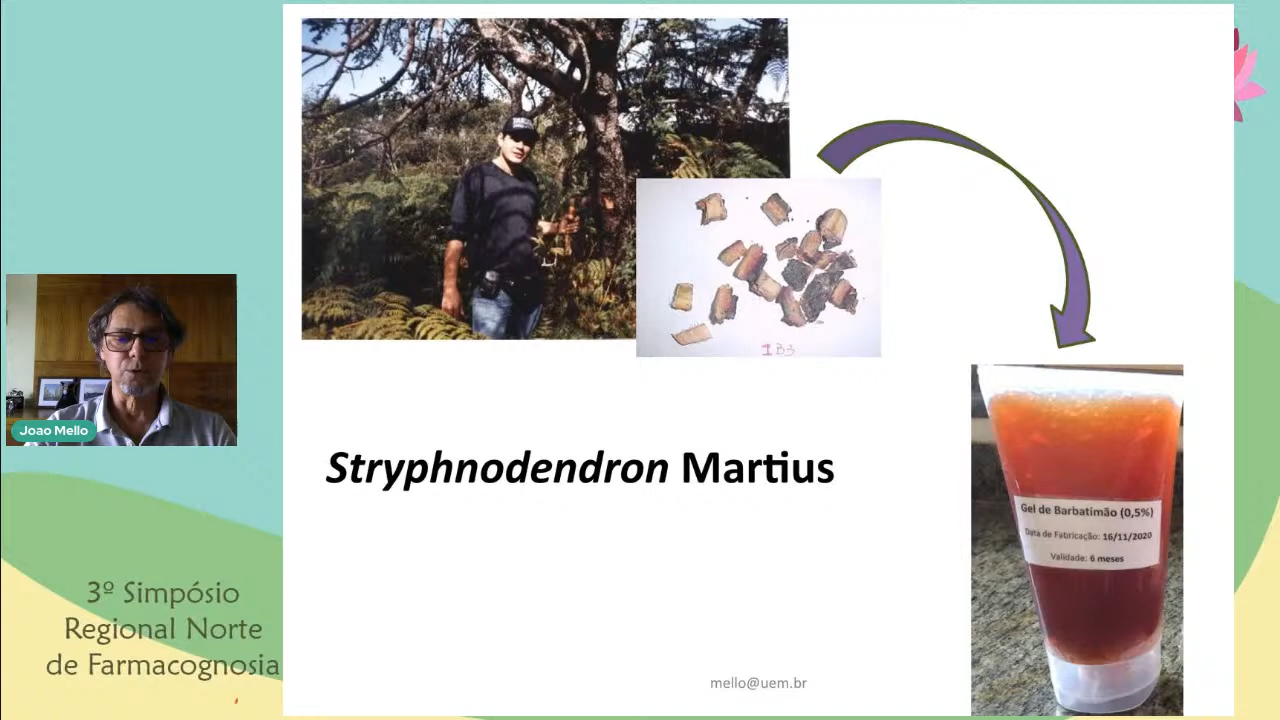 Joao Mello
3º Simpósio
Regional Norte
de Farmacognosia
1B3
Stryphnodendron Martius
Gel de Barbatimão (0,5%)
Data de Fabricação: 16/11/2020
Validade: 6 meses
mello@uem.br